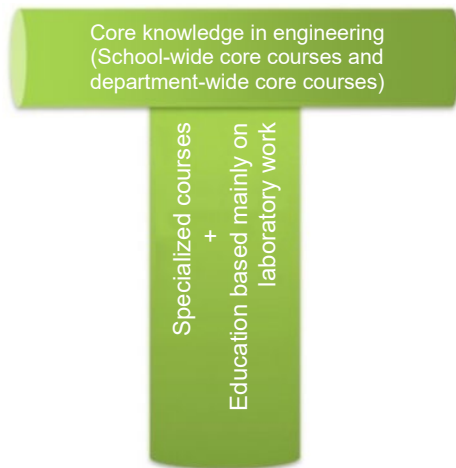 Core knowledge in engineering
(School-wide core courses and
department-wide core courses)
Specialized courses
+
Education based mainly on
laboratory work